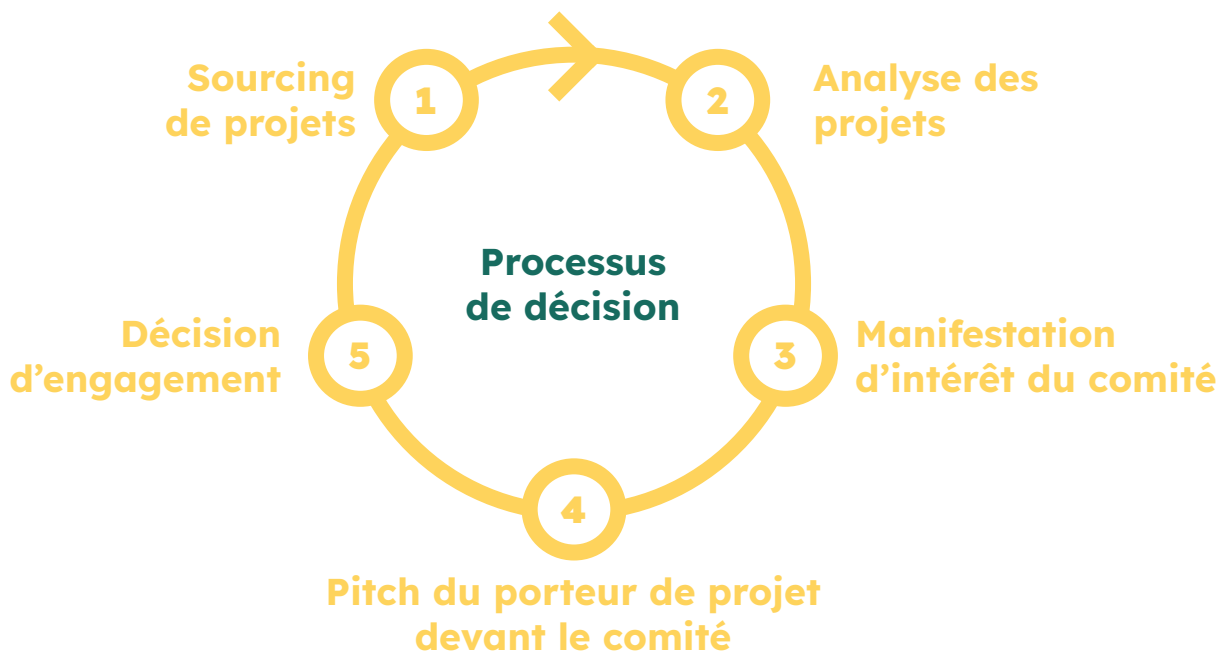 1
Sourcing
de projets
2
Analyse des
projets
Processus
de décision
3
Manifestation
d’intérêt du comité
4
Pitch du porteur de projet
devant le comité
5
Décision
d’engagement